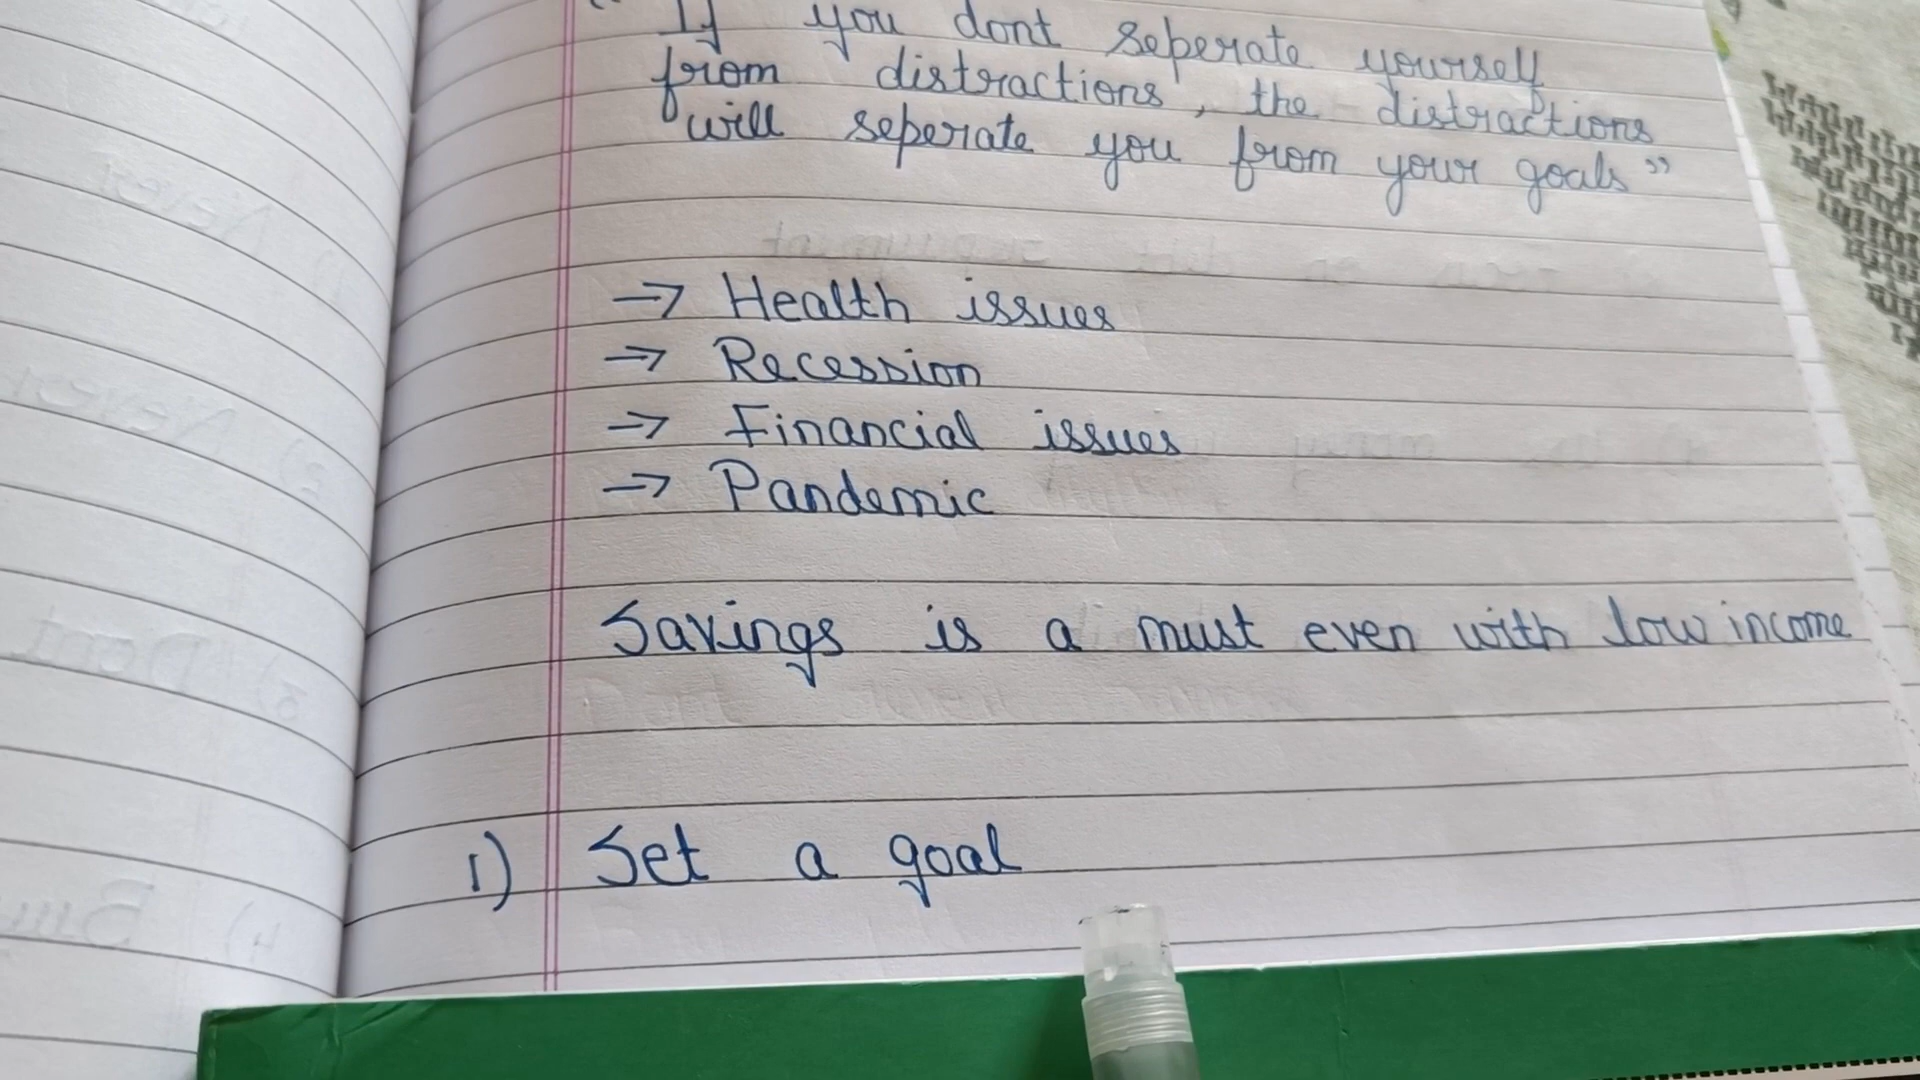 “ If you dont seperate yourself
from distractions, the distractions
will seperate you from your goals ”
→ Health issues
→ Recession
→ Financial issues
→ Pandemic
Savings is a must even with low income
1) Set a goal